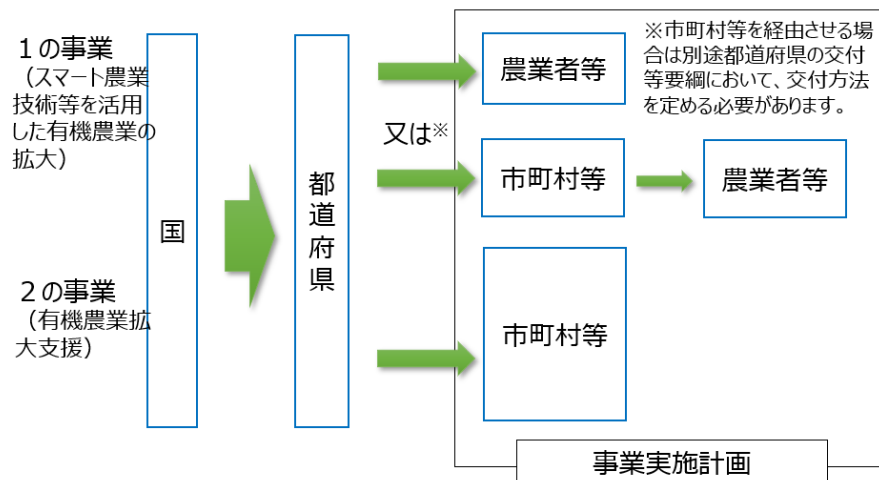 １の事業
（スマート農業
技術等を活用
した有機農業の
拡大）
２の事業
（有機農業拡
大支援）
国
都道府県
又は※
農業者等
市町村等
農業者等
市町村等
※市町村等を経由させる場
合は別途都道府県の交付
等要綱において、交付方法
を定める必要があります。
事業実施計画